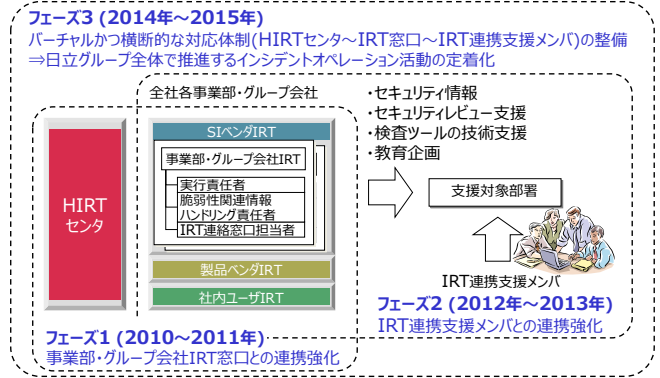 フェーズ3 (2014年～2015年)
バーチャルかつ横断的な対応体制(HIRTセンタ～IRT窓口～IRT連携支援メンバ)の整備
⇒日立グループ全体で推進するインシデントオペレーション活動の定着化
全社各事業部・グループ会社
・セキュリティ情報
・セキュリティレビュー支援
・検査ツールの技術支援
・教育企画
HIRT
センタ
SIベンダIRT
事業部・グループ会社IRT
実行責任者
脆弱性関連情報
ハンドリング責任者
IRT連絡窓口担当者
製品ベンダIRT
社内ユーザIRT
支援対象部署
IRT連携支援メンバ
フェーズ2 (2012年～2013年)
IRT連携支援メンバとの連携強化
フェーズ1 (2010～2011年)
事業部・グループ会社IRT窓口との連携強化